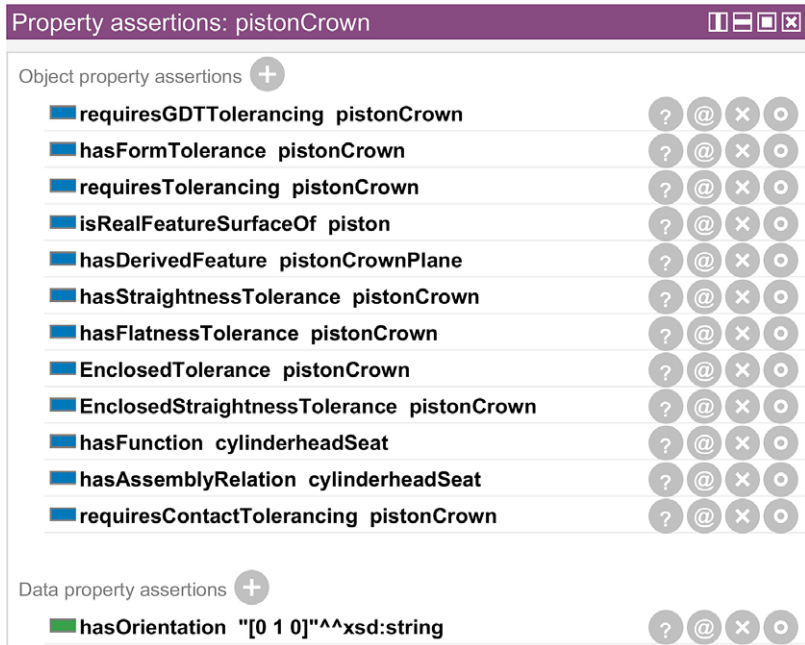 Property assertions: pistonCrown
Object property assertions
requiresGDTTolerancing pistonCrown ? @
hasFormTolerance pistonCrown ? @
requiresTolerancing pistonCrown ? @
isRealFeatureSurfaceOf piston ? @
hasDerivedFeature pistonCrownPlane ? @
hasStraightnessTolerance pistonCrown ? @
hasFlatnessTolerance pistonCrown ? @
EnclosedTolerance pistonCrown ? @
EnclosedStraightnessTolerance pistonCrown ? @
hasFunction cylinderheadSeat ? @
hasAssemblyRelation cylinderheadSeat ? @
requiresContactTolerancing pistonCrown ? @
Data property assertions
hasOrientation "[0 1 0]"^^xsd:string ? @